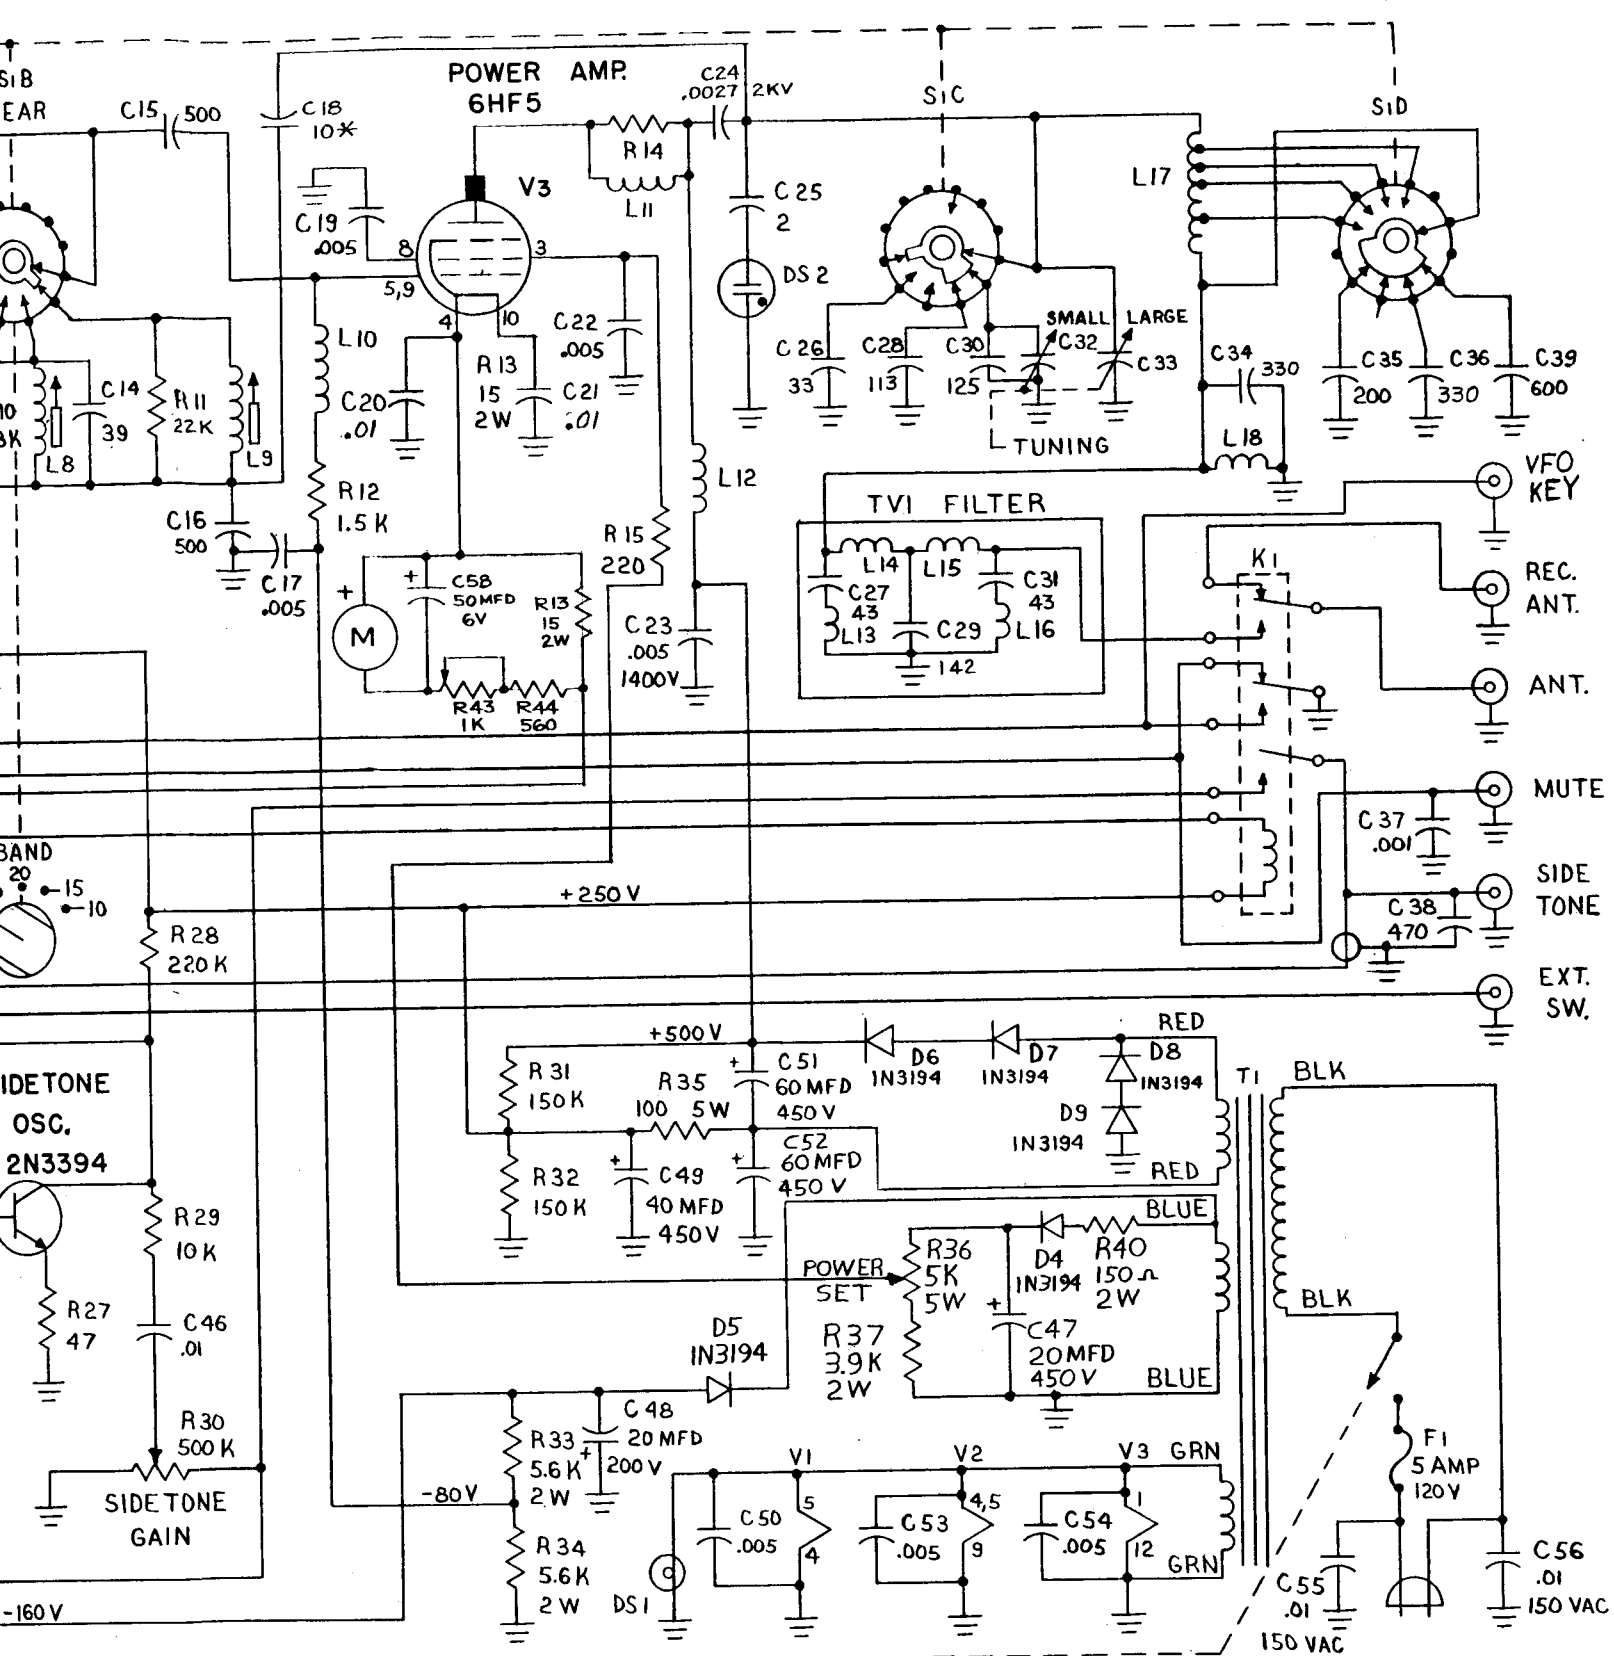 S1B
EAR
C15 500
C18
10*
POWER AMP.
6HF5
C24
.0027 2KV
S1C
S1D
R14
V3
L11
L17
C19
.005
8
3
5,9
4
10
C25
2
DS2
L10
C22
.005
R13
15
2W
C20
.01
C21
.01
SMALL LARGE
C26
33
C28
113
C30
125
C32
C33
C34 330
C35
200
C36
330
C39
600
TUNING
L18
10
8K
C14
39
R11
22K
L8
L9
R12
1.5K
C16
500
C17
.005
L12
R15
220
TVI FILTER
L14
L15
C27
43
L13
C29
142
C31
43
L16
K1
VFO
KEY
REC.
ANT.
ANT.
MUTE
SIDE
TONE
EXT.
SW.
+
M
+
C58
50MFD
6V
R13
15
2W
C23
.005
1400V
R43
1K
R44
560
C37
.001
C38
470
BAND
20
15
10
+250V
R28
220K
IDETONE
OSC.
2N3394
+500V
R31
150K
R35
100 5W
+
C51
60MFD
450V
D6
1N3194
D7
1N3194
RED
D8
1N3194
D9
1N3194
T1
BLK
R32
150K
+
C49
40MFD
450V
+
C52
60MFD
450V
RED
BLUE
R29
10K
R27
47
C46
.01
POWER
SET
R36
5K
5W
D4
1N3194
R40
150Ω
2W
+
C47
20MFD
450V
BLK
D5
1N3194
R37
3.9K
2W
BLUE
R30
500K
SIDETONE
GAIN
R33
5.6K
2W
C48
20MFD
+
200V
-80V
R34
5.6K
2W
V1
V2
V3
GRN
F1
5 AMP
120V
5
4
4,5
9
1
12
C50
.005
C53
.005
C54
.005
GRN
DS1
-160V
C55
.01
150 VAC
C56
.01
150 VAC